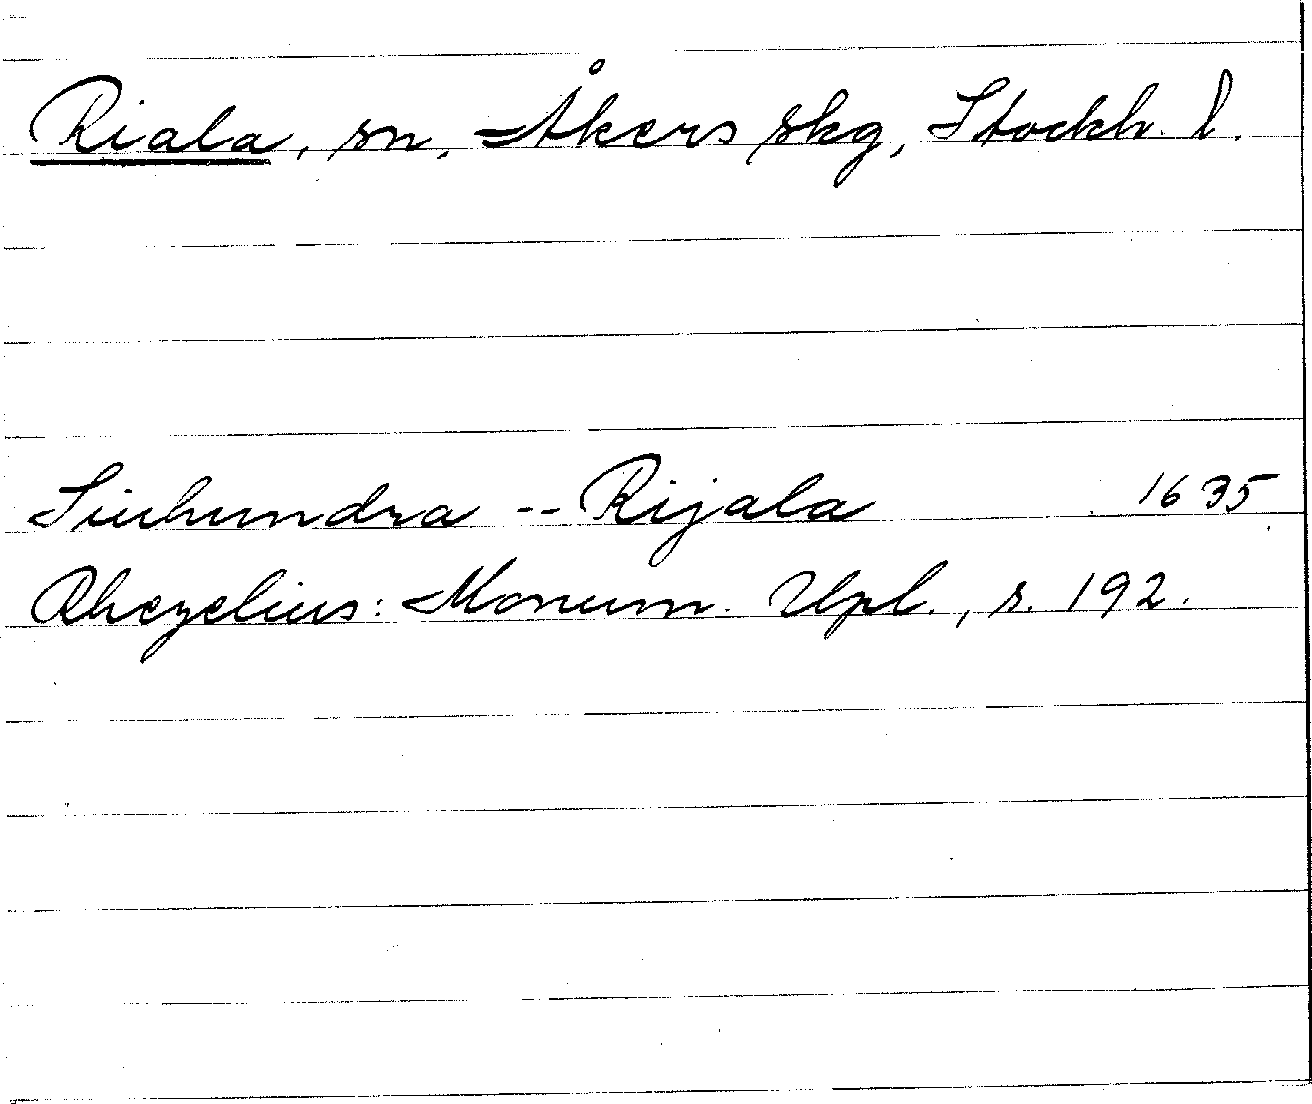 Riala, sn, Åkers skg, Stockh. l.
Siuhundra -- Rijala 1635
Rhezelius: Monum. Upl., s. 192.